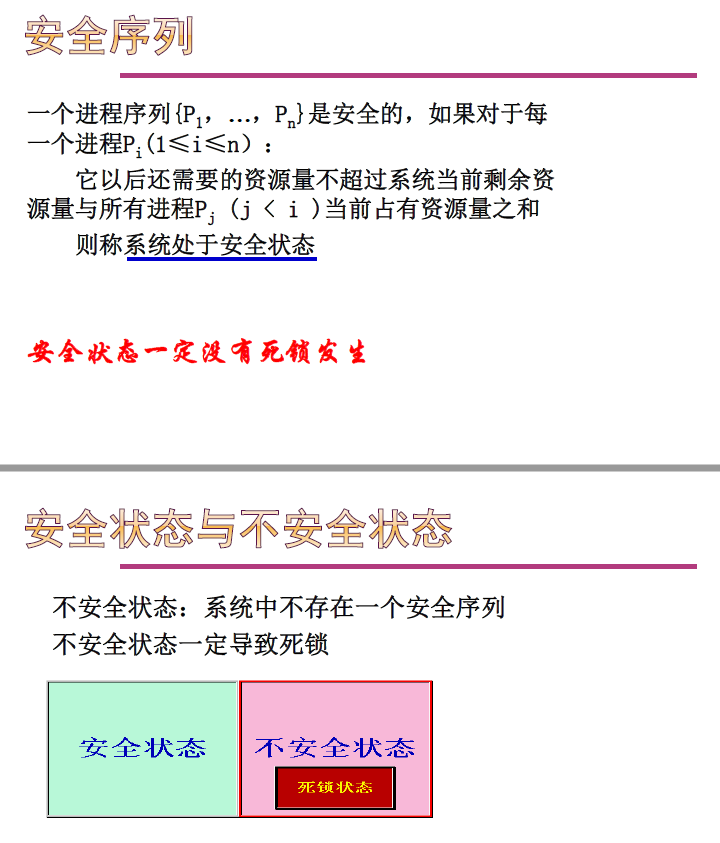 安全序列
一个进程序列{P1, …, Pn}是安全的, 如果对于每
一个进程Pi(1≤i≤n）:
它以后还需要的资源量不超过系统当前剩余资
源量与所有进程Pj (j < i )当前占有资源量之和
则称系统处于安全状态
安全状态一定没有死锁发生
安全状态与不安全状态
不安全状态：系统中不存在一个安全序列
不安全状态一定导致死锁
安全状态
不安全状态
死锁状态